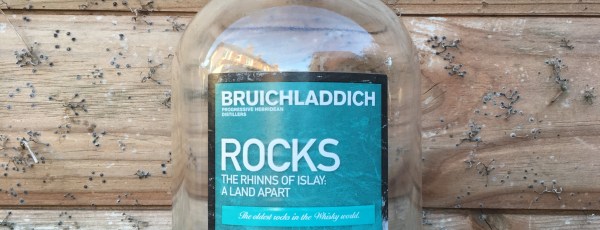 BRUICHLADDICH
PROGRESSIVE HEBRIDEAN
DISTILLERS
ROCKS
THE RHINNS OF ISLAY:
A LAND APART
The oldest rocks in the Whisky world.